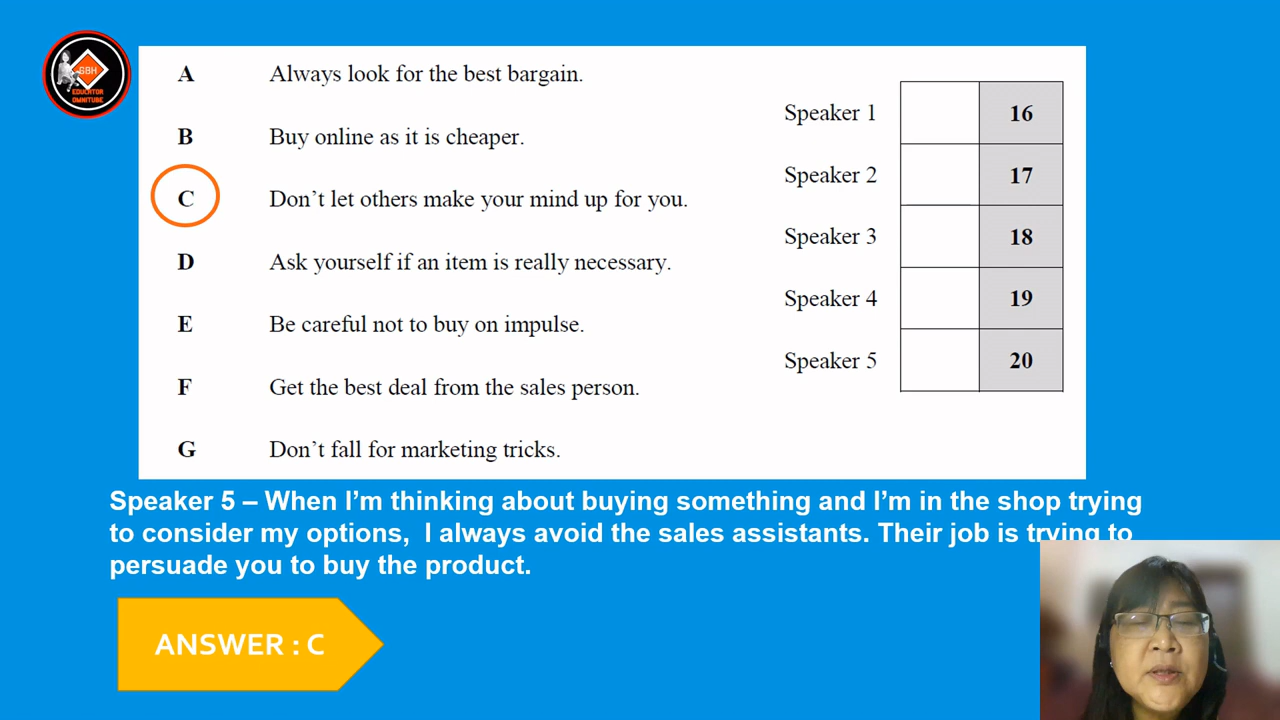 SBH
EDUCATOR
OMNITUBE
A Always look for the best bargain.
B Buy online as it is cheaper.
C Don't let others make your mind up for you.
D Ask yourself if an item is really necessary.
E Be careful not to buy on impulse.
F Get the best deal from the sales person.
G Don't fall for marketing tricks.
Speaker 1 16
Speaker 2 17
Speaker 3 18
Speaker 4 19
Speaker 5 20
Speaker 5 – When I'm thinking about buying something and I'm in the shop trying
to consider my options, I always avoid the sales assistants. Their job is trying to
persuade you to buy the product.
ANSWER : C